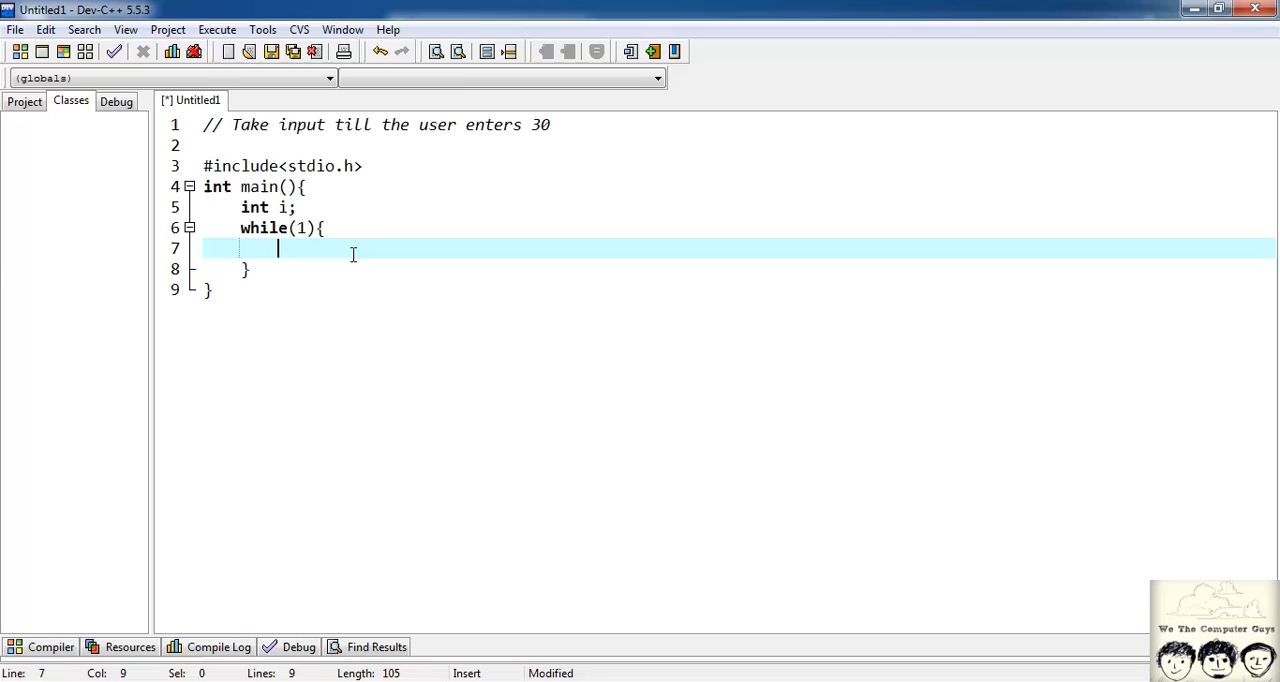 Untitled1 - Dev-C++ 5.5.3
File Edit Search View Project Execute Tools CVS Window Help
(globals)
Project Classes Debug [*] Untitled1
1 // Take input till the user enters 30
2
3 #include<stdio.h>
4 int main(){
5 int i;
6 while(1){
7
8 }
9 }
We The Computer Guys
Compiler Resources Compile Log Debug Find Results
Line: 7 Col: 9 Sel: 0 Lines: 9 Length: 105 Insert Modified